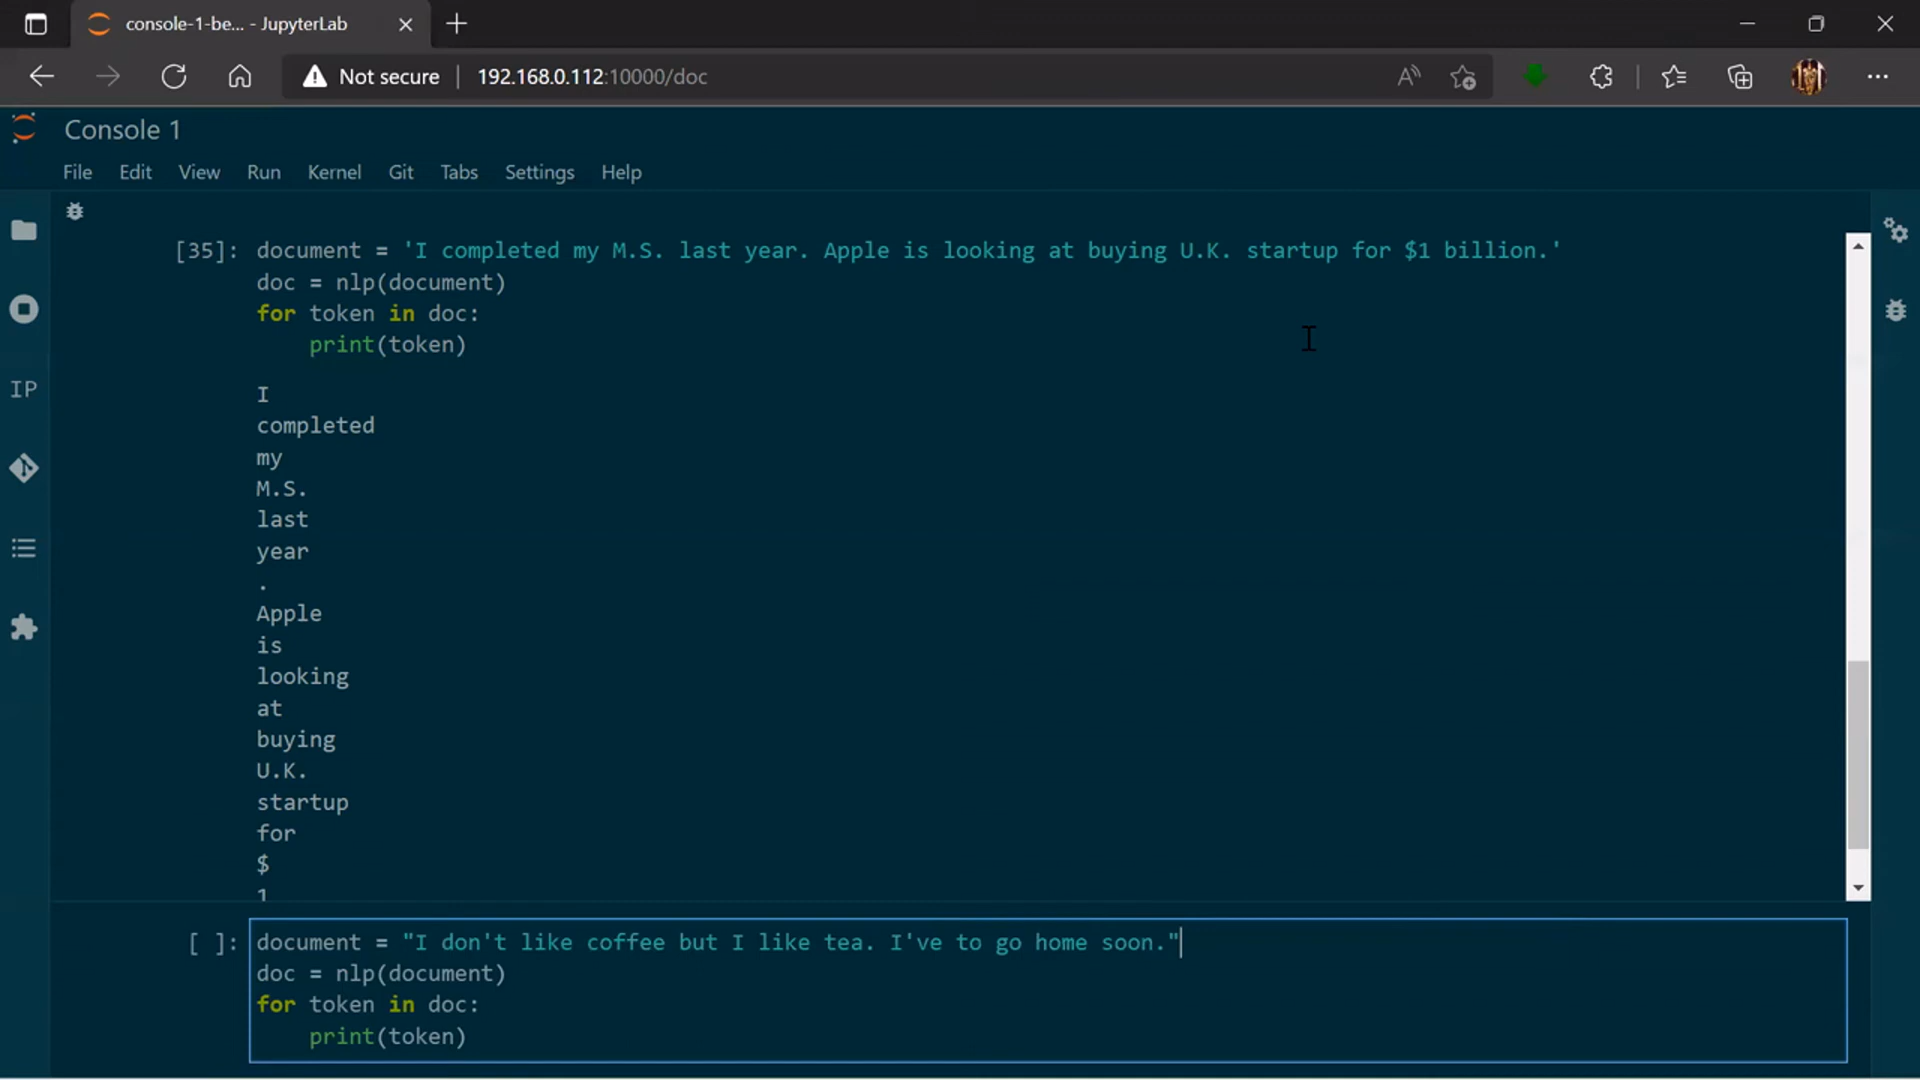 console-1-be... - JupyterLab
Not secure
192.168.0.112:10000/doc
Console 1
File Edit View Run Kernel Git Tabs Settings Help
[35]: document = 'I completed my M.S. last year. Apple is looking at buying U.K. startup for $1 billion.'
doc = nlp(document)
for token in doc:
    print(token)
I
completed
my
M.S.
last
year
.
Apple
is
looking
at
buying
U.K.
startup
for
$
1
IP
[ ]: document = "I don't like coffee but I like tea. I've to go home soon."
doc = nlp(document)
for token in doc:
    print(token)